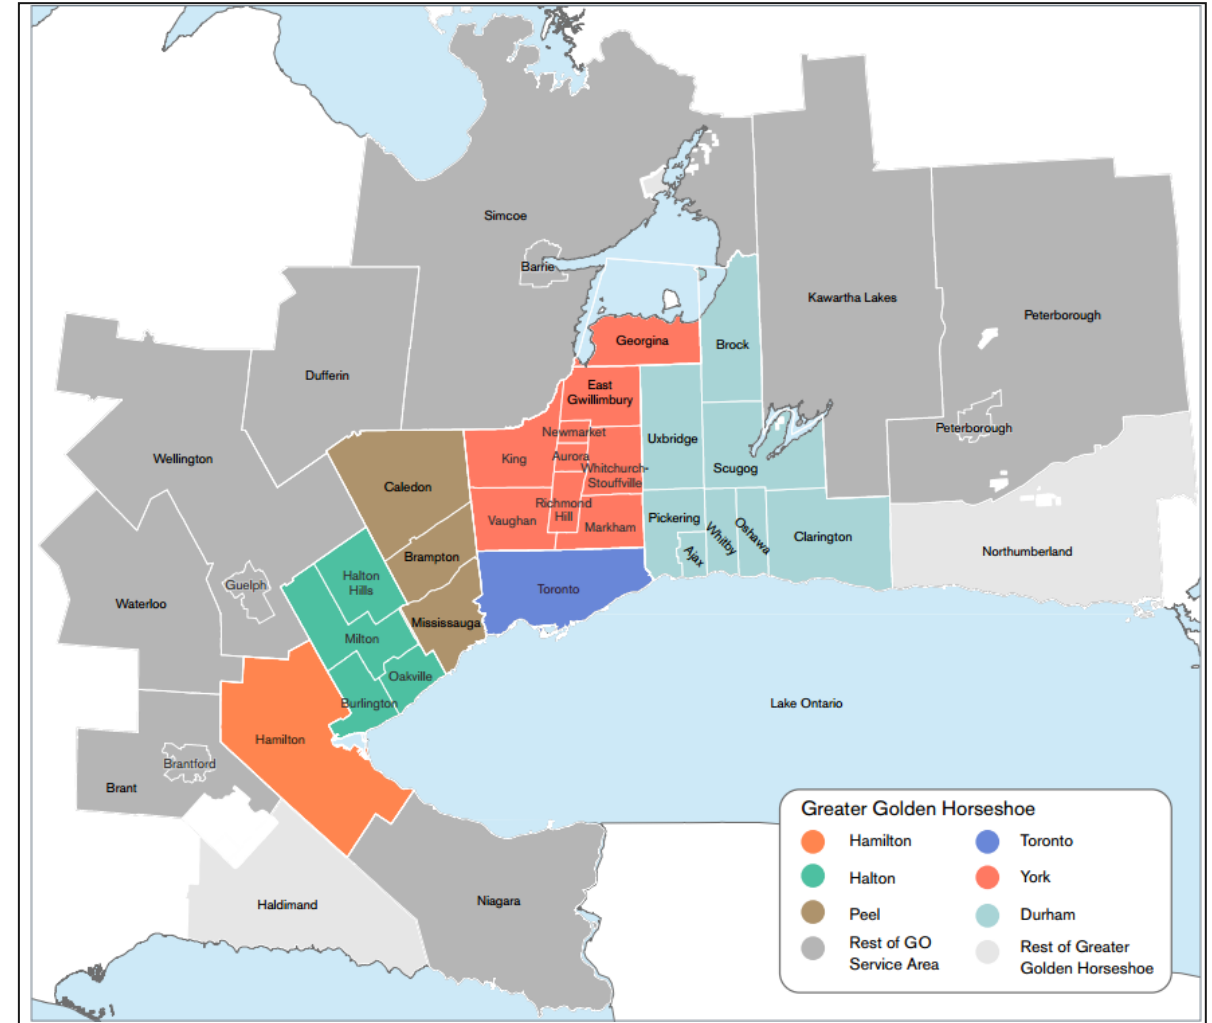 Simcoe
Barrie
Kawartha Lakes
Peterborough
Georgina
Brock
Dufferin
East
Gwillimbury
Newmarket
Peterborough
Uxbridge
Wellington
King
Aurora
Whitchurch-
Stouffville
Scugog
Caledon
Richmond
Hill
Vaughan
Markham
Pickering
Whitby
Oshawa
Clarington
Ajax
Northumberland
Brampton
Halton
Hills
Guelph
Toronto
Waterloo
Mississauga
Milton
Oakville
Burlington
Lake Ontario
Hamilton
Brantford
Brant
Haldimand
Niagara
Greater Golden Horseshoe
Hamilton
Halton
Peel
Rest of GO
Service Area
Toronto
York
Durham
Rest of Greater
Golden Horseshoe